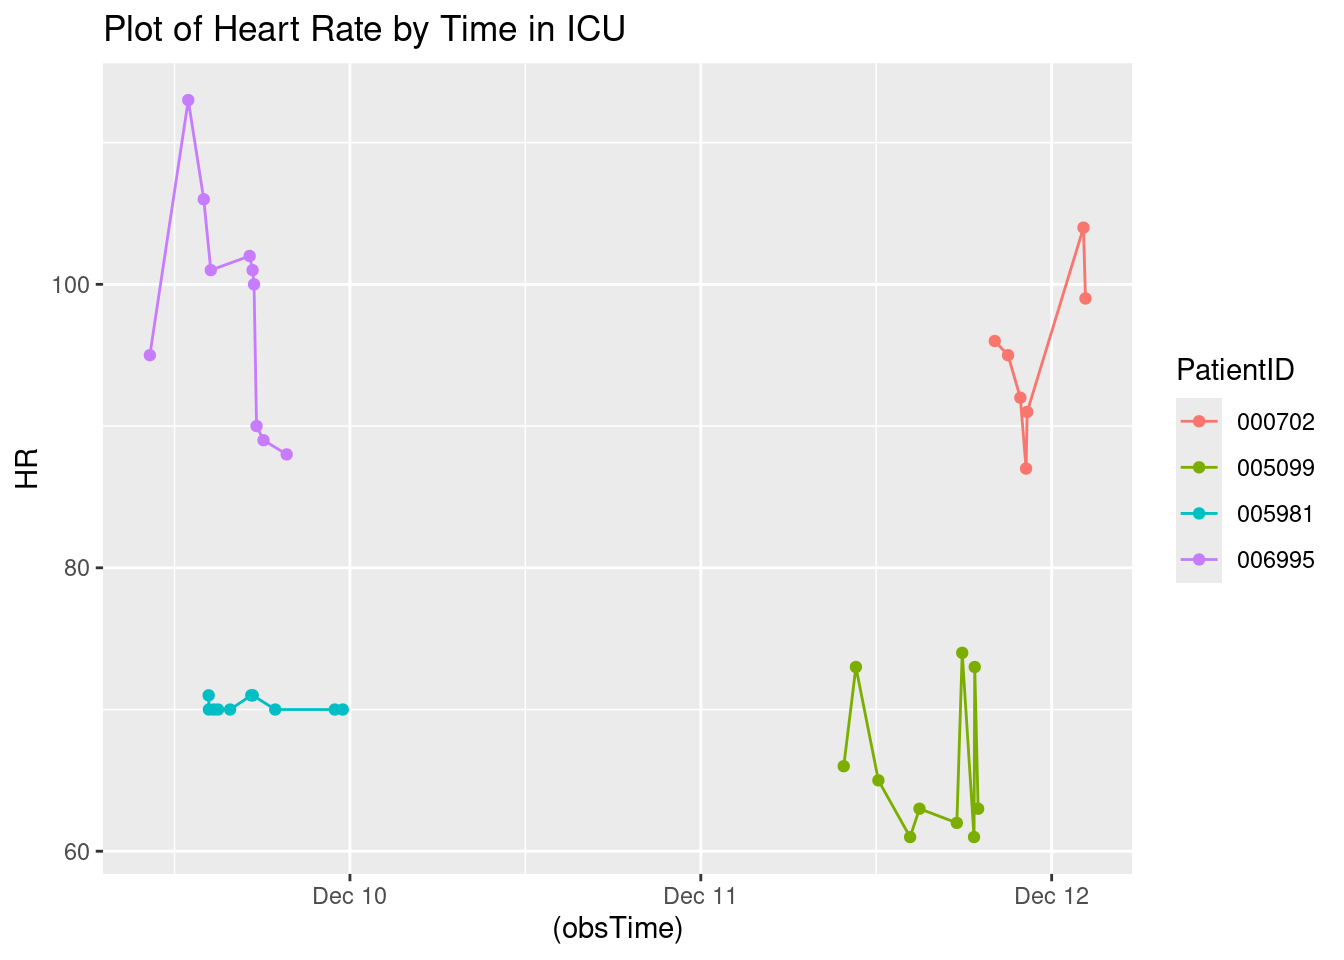 Plot of Heart Rate by Time in ICU
HR
100
80
60
Dec 10
Dec 11
Dec 12
(obsTime)
PatientID
000702
005099
005981
006995